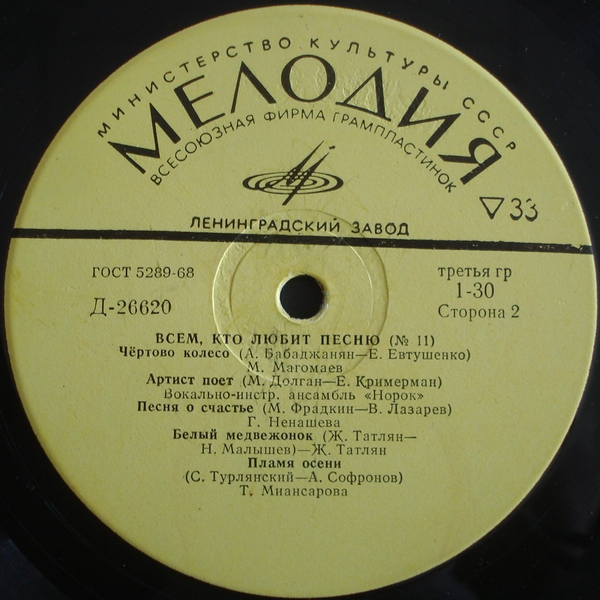 МИНИСТЕРСТВО КУЛЬТУРЫ СССР
МЕЛОДИЯ
ВСЕСОЮЗНАЯ ФИРМА ГРАМПЛАСТИНОК
33
ЛЕНИНГРАДСКИЙ ЗАВОД
ГОСТ 5289-68
третья гр
1-30
Д-26620
Сторона 2
ВСЕМ, КТО ЛЮБИТ ПЕСНЮ (№ 11)
Чёртово колесо (А. Бабаджанян—Е. Евтушенко)
М. Магомаев
Артист поет (М. Долган—Е. Кримерман)
Вокально-инстр. ансамбль «Норок»
Песня о счастье (М. Фрадкин—В. Лазарев)
Г. Ненашева
Белый медвежонок (Ж. Татлян—
Н. Малышев)—Ж. Татлян
Пламя осени
(С. Турлянский—А. Софронов)
Т. Миансарова